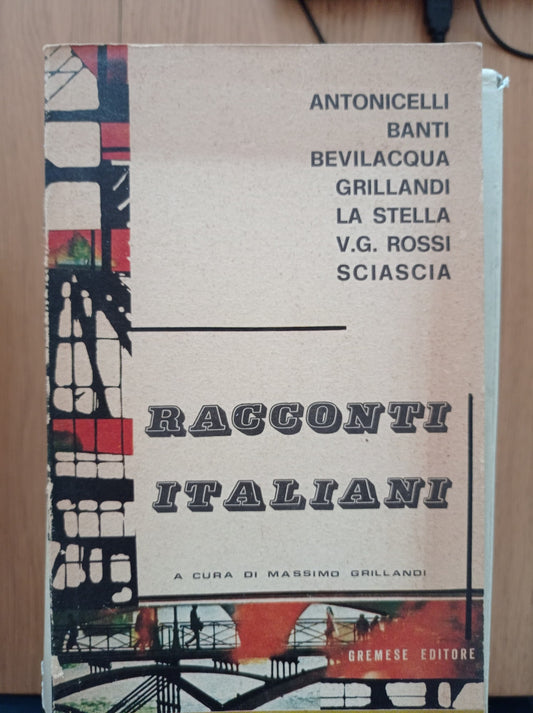 ANTONICELLI
BANTI
BEVILACQUA
GRILLANDI
LA STELLA
V.G. ROSSI
SCIASCIA
RACCONTI
ITALIANI
A CURA DI MASSIMO GRILLANDI
GREMESE EDITORE